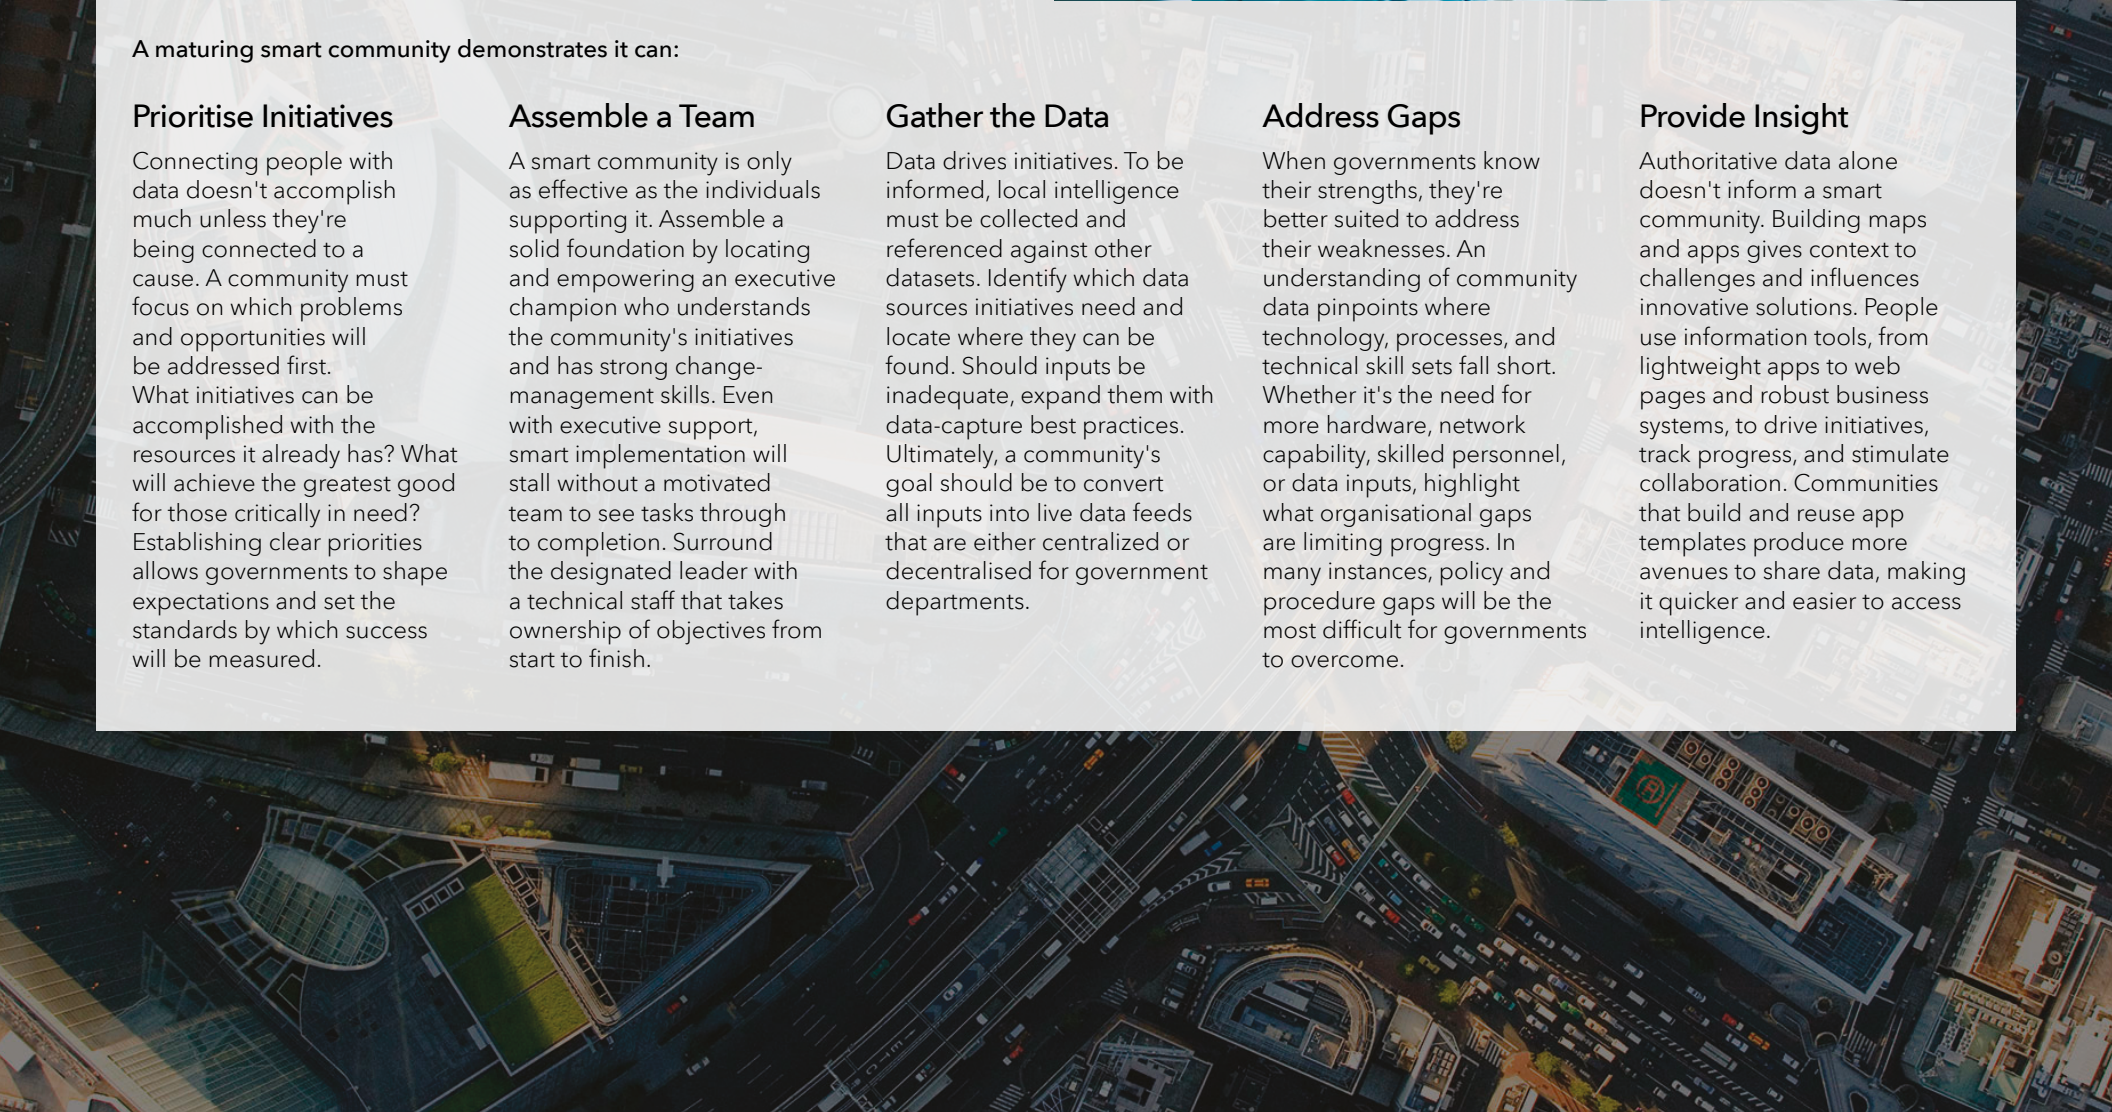 A maturing smart community demonstrates it can:
Prioritise Initiatives
Connecting people with
data doesn't accomplish
much unless they're
being connected to a
cause. A community must
focus on which problems
and opportunities will
be addressed first.
What initiatives can be
accomplished with the
resources it already has? What
will achieve the greatest good
for those critically in need?
Establishing clear priorities
allows governments to shape
expectations and set the
standards by which success
will be measured.
Assemble a Team
A smart community is only
as effective as the individuals
supporting it. Assemble a
solid foundation by locating
and empowering an executive
champion who understands
the community's initiatives
and has strong change-
management skills. Even
with executive support,
smart implementation will
stall without a motivated
team to see tasks through
to completion. Surround
the designated leader with
a technical staff that takes
ownership of objectives from
start to finish.
Gather the Data
Data drives initiatives. To be
informed, local intelligence
must be collected and
referenced against other
datasets. Identify which data
sources initiatives need and
locate where they can be
found. Should inputs be
inadequate, expand them with
data-capture best practices.
Ultimately, a community's
goal should be to convert
all inputs into live data feeds
that are either centralized or
decentralised for government
departments.
Address Gaps
When governments know
their strengths, they're
better suited to address
their weaknesses. An
understanding of community
data pinpoints where
technology, processes, and
technical skill sets fall short.
Whether it's the need for
more hardware, network
capability, skilled personnel,
or data inputs, highlight
what organisational gaps
are limiting progress. In
many instances, policy and
procedure gaps will be the
most difficult for governments
to overcome.
Provide Insight
Authoritative data alone
doesn't inform a smart
community. Building maps
and apps gives context to
challenges and influences
innovative solutions. People
use information tools, from
lightweight apps to web
pages and robust business
systems, to drive initiatives,
track progress, and stimulate
collaboration. Communities
that build and reuse app
templates produce more
avenues to share data, making
it quicker and easier to access
intelligence.